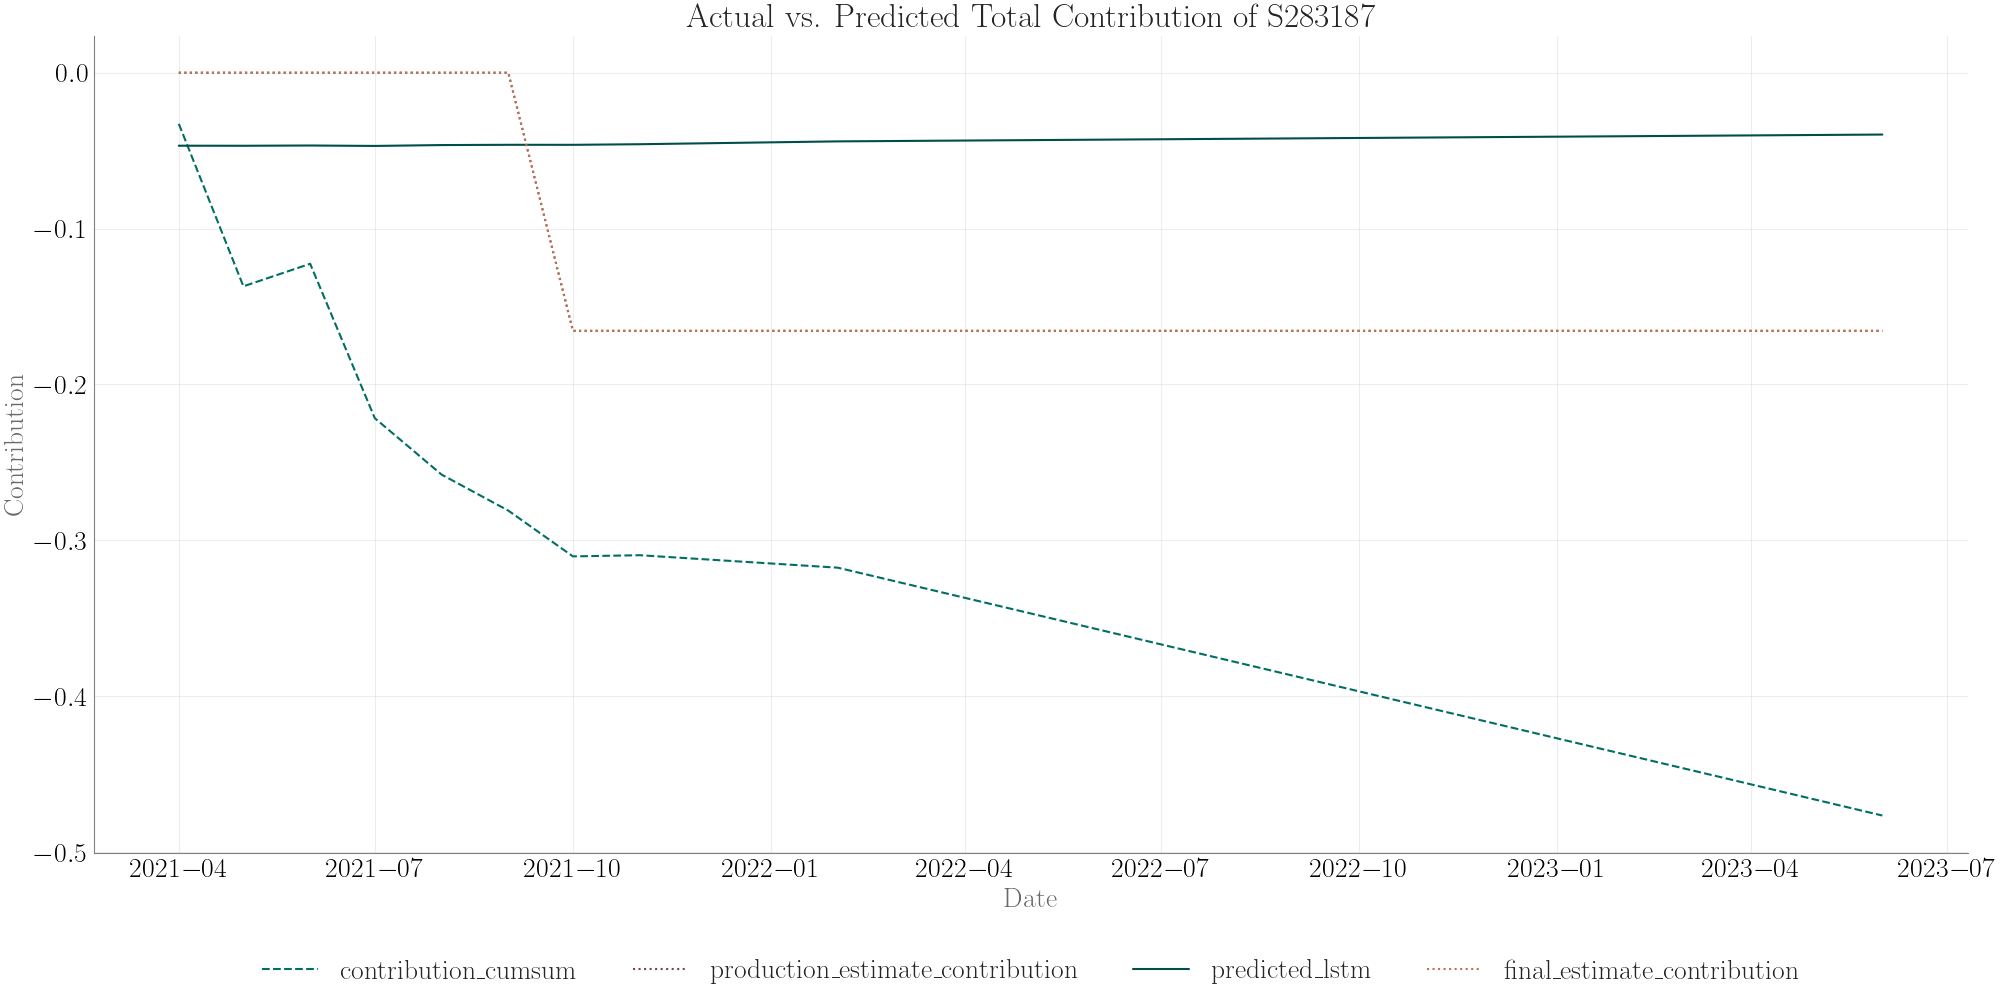 Actual vs. Predicted Total Contribution of S283187
Contribution
0.0
−0.1
−0.2
−0.3
−0.4
−0.5
2021−04 2021−07 2021−10 2022−01 2022−04 2022−07 2022−10 2023−01 2023−04 2023−07
Date
contribution_cumsum production_estimate_contribution predicted_lstm final_estimate_contribution